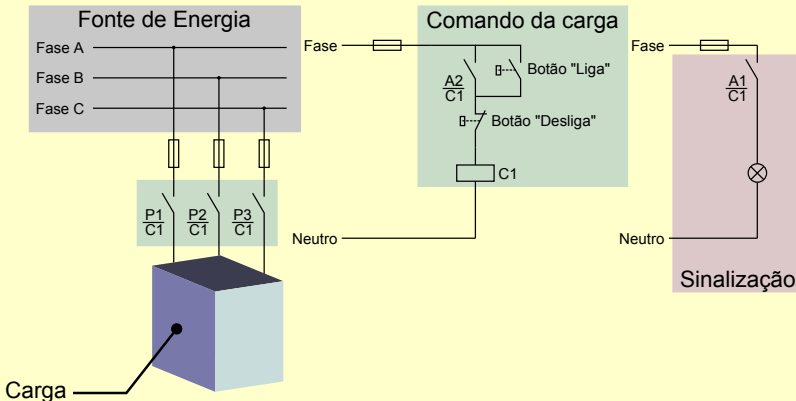 Fonte de Energia
Fase A
Fase B
Fase C
P1
C1
P2
C1
P3
C1
Carga
Comando da carga
Fase
A2
C1
Botão "Liga"
Botão "Desliga"
C1
Neutro
Fase
A1
C1
Neutro
Sinalização